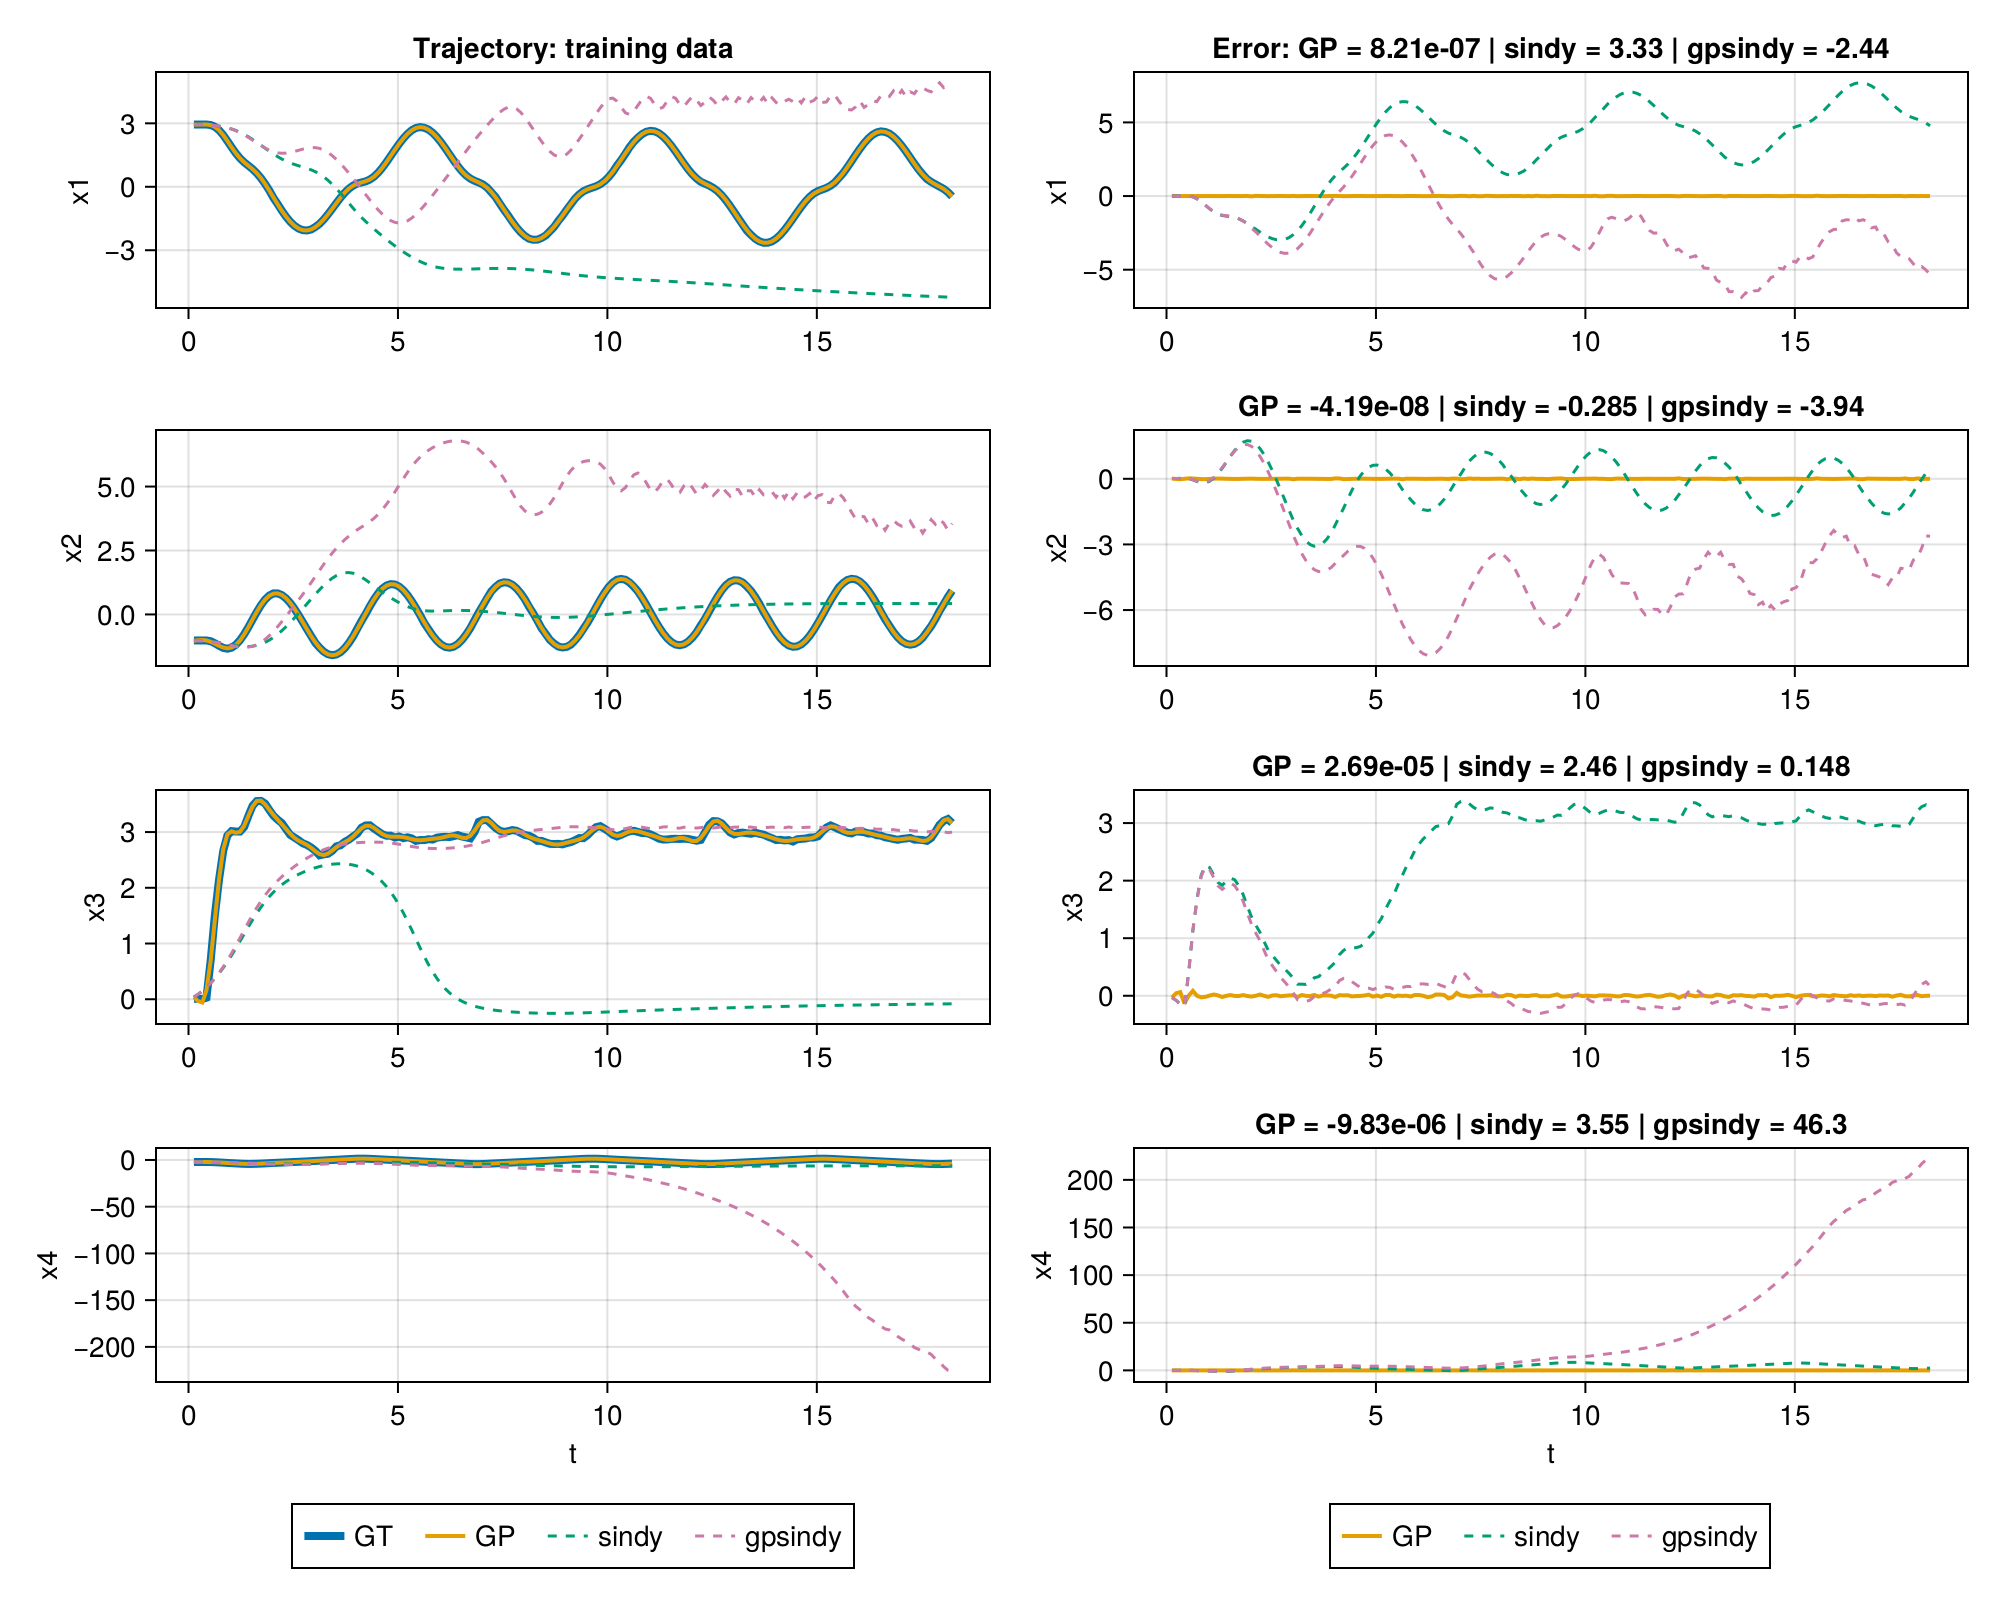 Trajectory: training data
x1
3
0
−3
0 5 10 15
Error: GP = 8.21e-07 | sindy = 3.33 | gpsindy = -2.44
x1
5
0
−5
0 5 10 15
x2
5.0
2.5
0.0
0 5 10 15
GP = -4.19e-08 | sindy = -0.285 | gpsindy = -3.94
x2
0
−3
−6
0 5 10 15
x3
3
2
1
0
0 5 10 15
GP = 2.69e-05 | sindy = 2.46 | gpsindy = 0.148
x3
3
2
1
0
0 5 10 15
x4
0
−50
−100
−150
−200
0 5 10 15
t
GP = -9.83e-06 | sindy = 3.55 | gpsindy = 46.3
x4
200
150
100
50
0
0 5 10 15
t
GT GP sindy gpsindy
GP sindy gpsindy